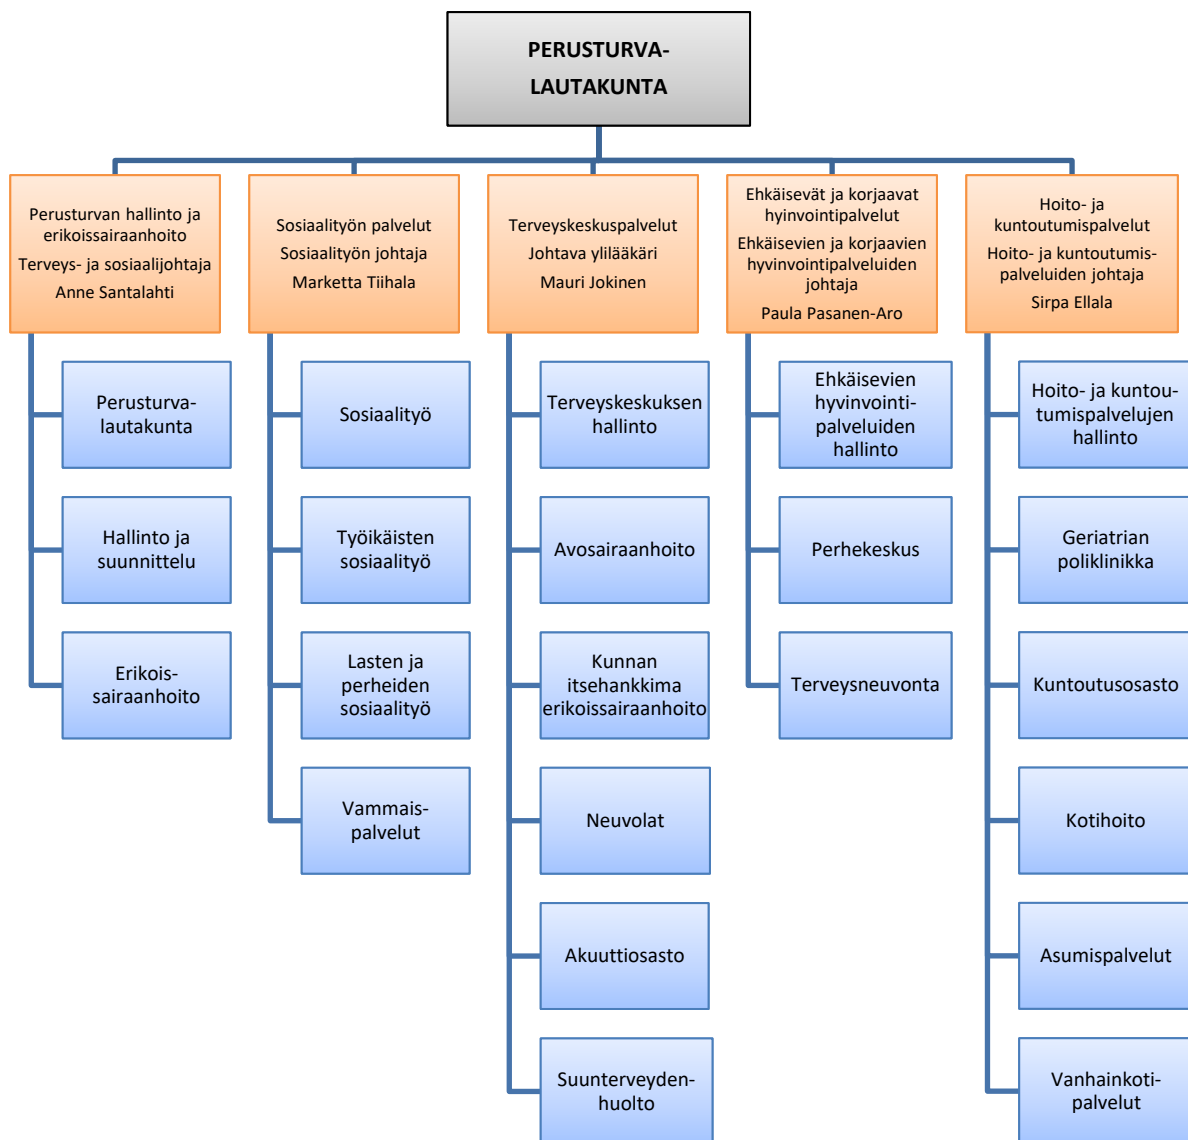 PERUSTURVA-
LAUTAKUNTA
Perusturvan hallinto ja
erikoissairaanhoito
Terveys- ja sosiaalijohtaja
Anne Santalahti
Perusturva-
lautakunta
Hallinto ja
suunnittelu
Erikois-
sairaanhoito
Sosiaalityön palvelut
Sosiaalityön johtaja
Marketta Tiihala
Sosiaalityö
Työikäisten
sosiaalityö
Lasten ja
perheiden
sosiaalityö
Vammais-
palvelut
Terveyskeskuspalvelut
Johtava ylilääkäri
Mauri Jokinen
Terveyskeskuksen
hallinto
Avosairaanhoito
Kunnan
itsehankkima
erikoissairaanhoito
Neuvolat
Akuuttiosasto
Suunterveyden-
huolto
Ehkäisevät ja korjaavat
hyinvointipalvelut
Ehkäisevien ja korjaavien
hyvinvointipalveluiden
johtaja
Paula Pasanen-Aro
Ehkäisevien
hyvinvointi-
palveluiden
hallinto
Perhekeskus
Terveysneuvonta
Hoito- ja
kuntoutumispalvelut
Hoito- ja kuntoutumis-
palveluiden johtaja
Sirpa Ellala
Hoito- ja kuntou-
tumispalvelujen
hallinto
Geriatrian
poliklinikka
Kuntoutusosasto
Kotihoito
Asumispalvelut
Vanhainkoti-
palvelut